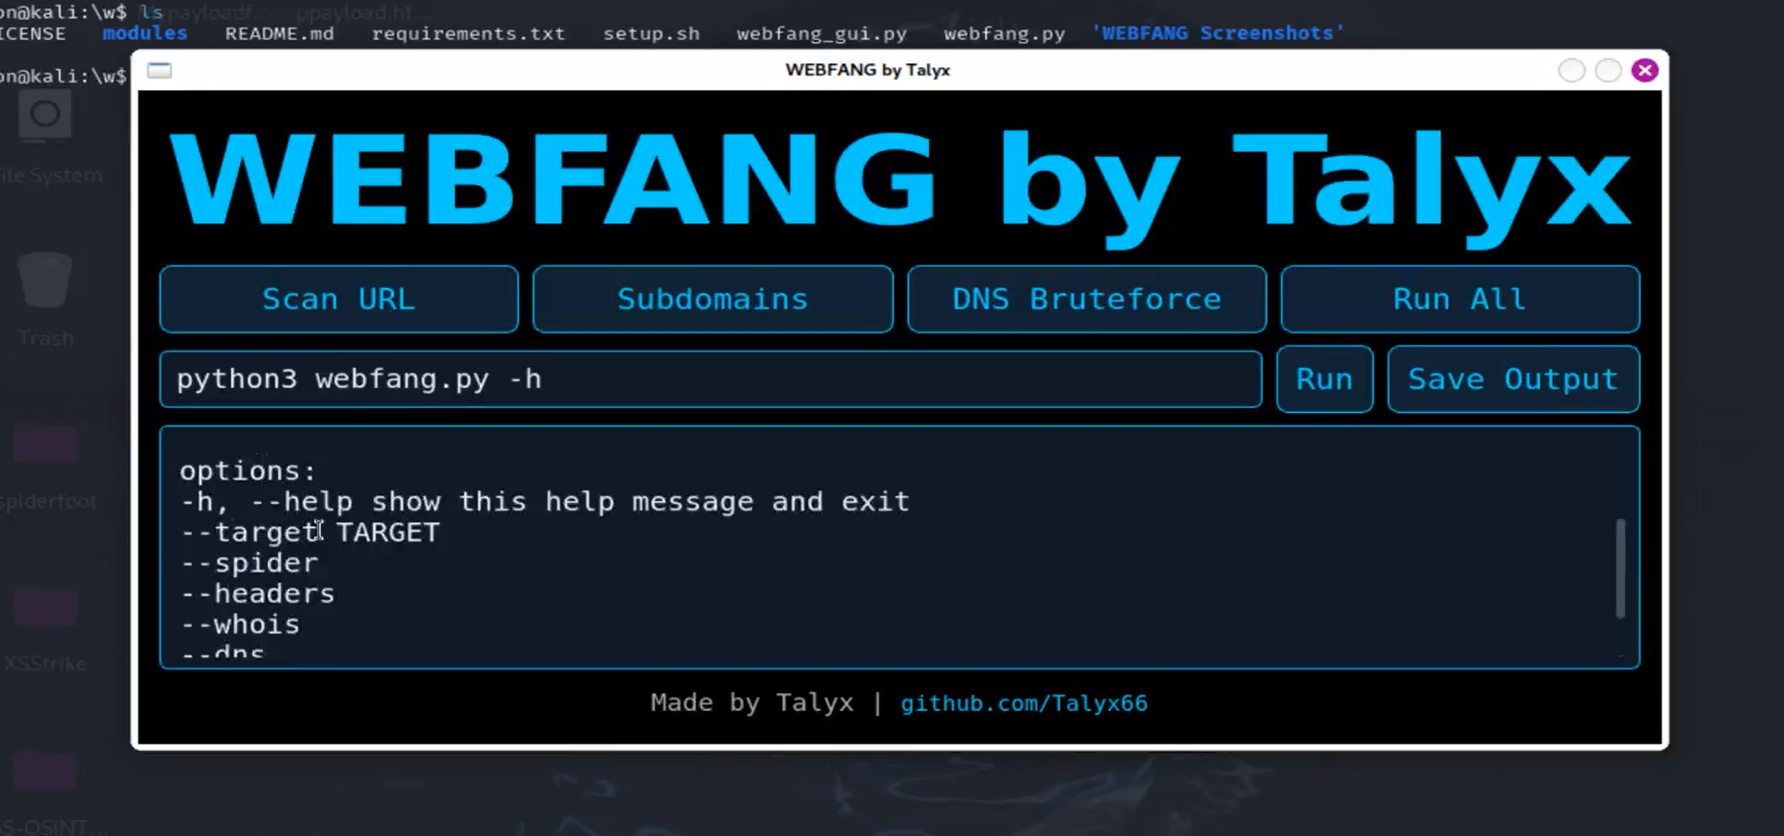 on@kali:\w$ ls
ICENSE modules README.md requirements.txt setup.sh webfang_gui.py webfang.py 'WEBFANG Screenshots'
on@kali:\w$
WEBFANG by Talyx
WEBFANG by Talyx
Scan URL Subdomains DNS Bruteforce Run All
python3 webfang.py -h Run Save Output
options:
-h, --help show this help message and exit
--target TARGET
--spider
--headers
--whois
--dns
Made by Talyx | github.com/Talyx66
ile System
Trash
spiderfoot
XSStrike
S-OSINT...